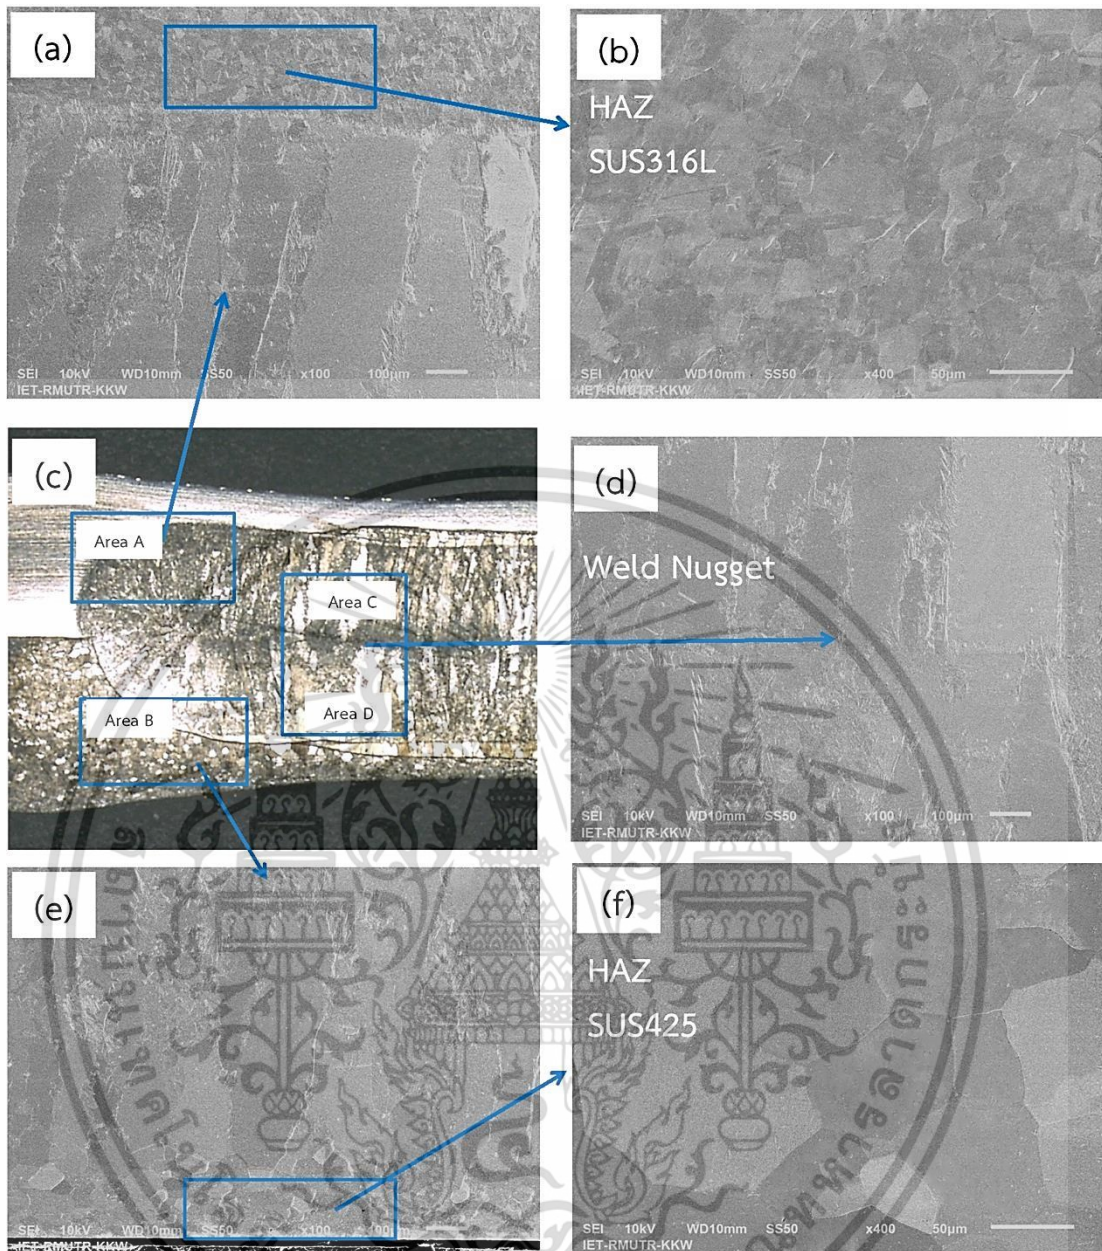 (a)
SEI 10kV WD10mm SS50 x100 100µm
IET-RMUTR-KKW
(b)
HAZ
SUS316L
SEI 10kV WD10mm SS50 x400 50µm
IET-RMUTR-KKW
(c)
Area A
Area C
Area B
Area D
(d)
Weld Nugget
SEI 10kV WD10mm SS50 x100 100µm
IET-RMUTR-KKW
(e)
SEI 10kV WD10mm SS50 x100 100µm
IET-RMUTR-KKW
(f)
HAZ
SUS425
SEI 10kV WD10mm SS50 x400 50µm
IET-RMUTR-KKW